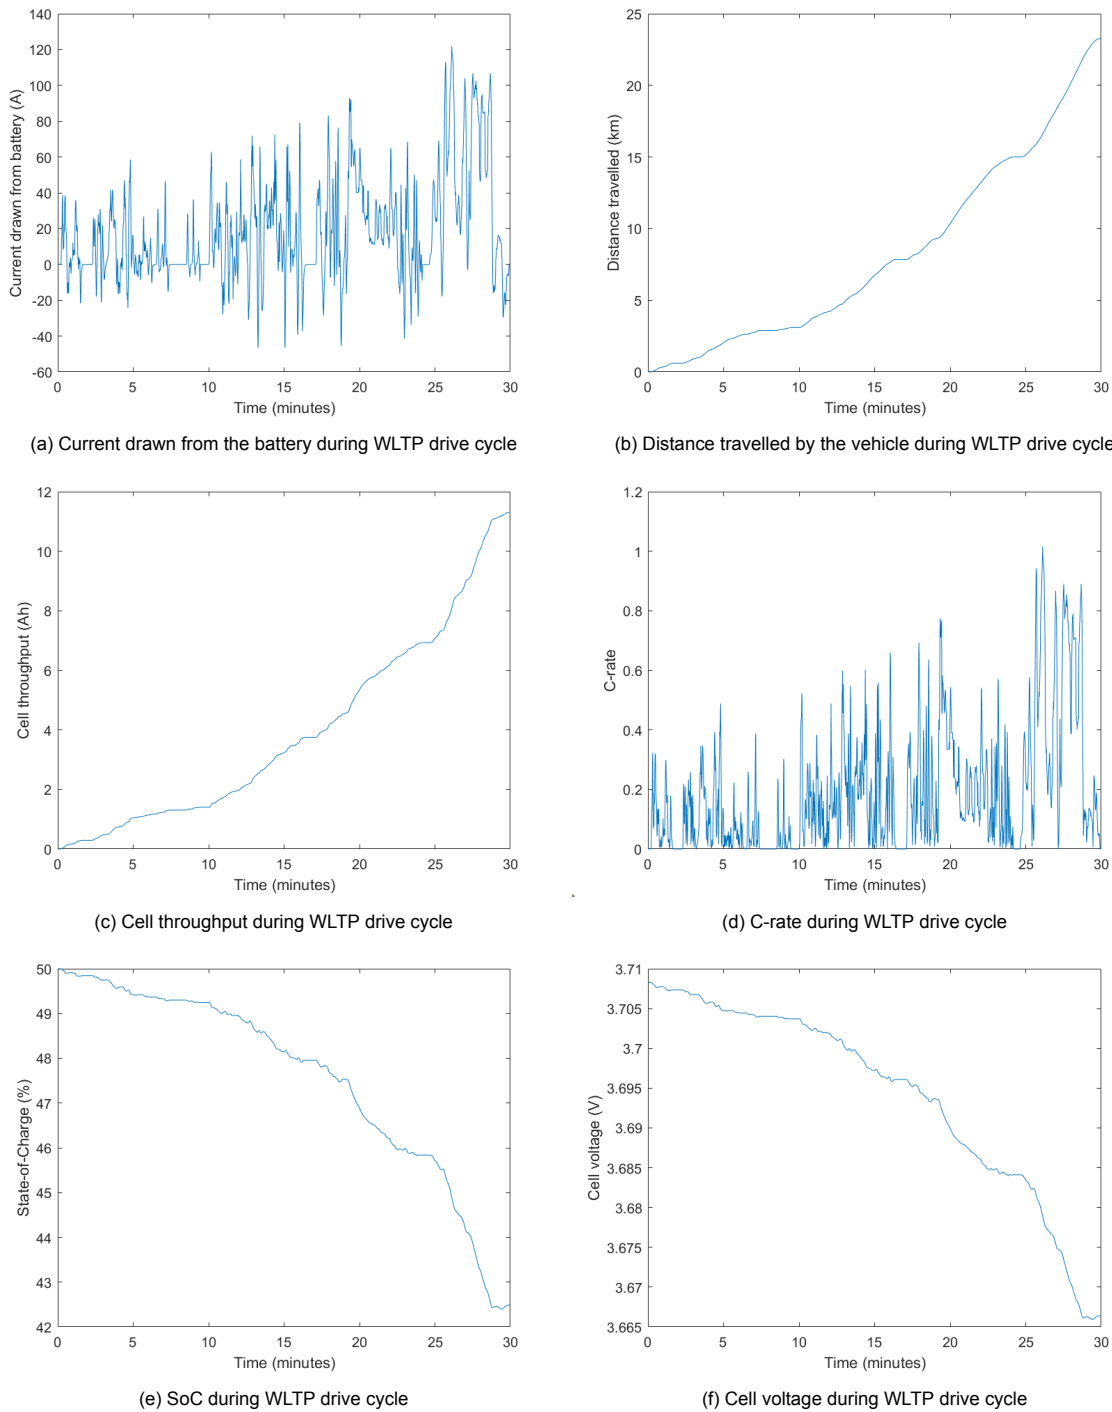 140
120
100
80
60
40
20
0
-20
-40
-60
Current drawn from battery (A)
0 5 10 15 20 25 30
Time (minutes)
(a) Current drawn from the battery during WLTP drive cycle
25
20
15
10
5
0
Distance travelled (km)
0 5 10 15 20 25 30
Time (minutes)
(b) Distance travelled by the vehicle during WLTP drive cycle
12
10
8
6
4
2
0
Cell throughput (Ah)
0 5 10 15 20 25 30
Time (minutes)
(c) Cell throughput during WLTP drive cycle
1.2
1
0.8
0.6
0.4
0.2
0
C-rate
0 5 10 15 20 25 30
Time (minutes)
(d) C-rate during WLTP drive cycle
50
49
48
47
46
45
44
43
42
State-of-Charge (%)
0 5 10 15 20 25 30
Time (minutes)
(e) SoC during WLTP drive cycle
3.71
3.705
3.7
3.695
3.69
3.685
3.68
3.675
3.67
3.665
Cell voltage (V)
0 5 10 15 20 25 30
Time (minutes)
(f) Cell voltage during WLTP drive cycle